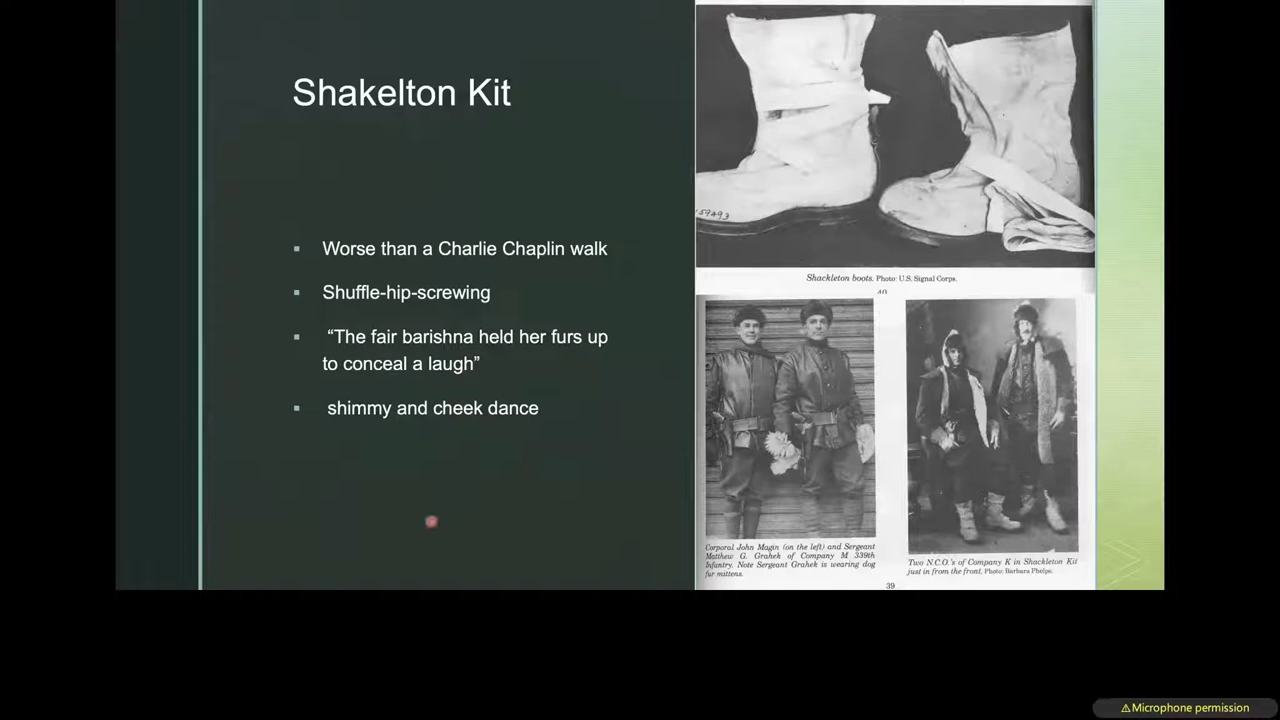 Shakelton Kit
Worse than a Charlie Chaplin walk
Shuffle-hip-screwing
“The fair barishna held her furs up
to conceal a laugh”
shimmy and cheek dance
159493
Shackleton boots. Photo: U.S. Signal Corps.
40
Corporal John Magin (on the left) and Sergeant
Matthew G. Grahek of Company M 339th
Infantry. Note Sergeant Grahek is wearing dog
fur mittens.
Two N.C.O.'s of Company K in Shackleton Kit
just in from the front. Photo: Barbara Phelps.
39
⚠Microphone permission